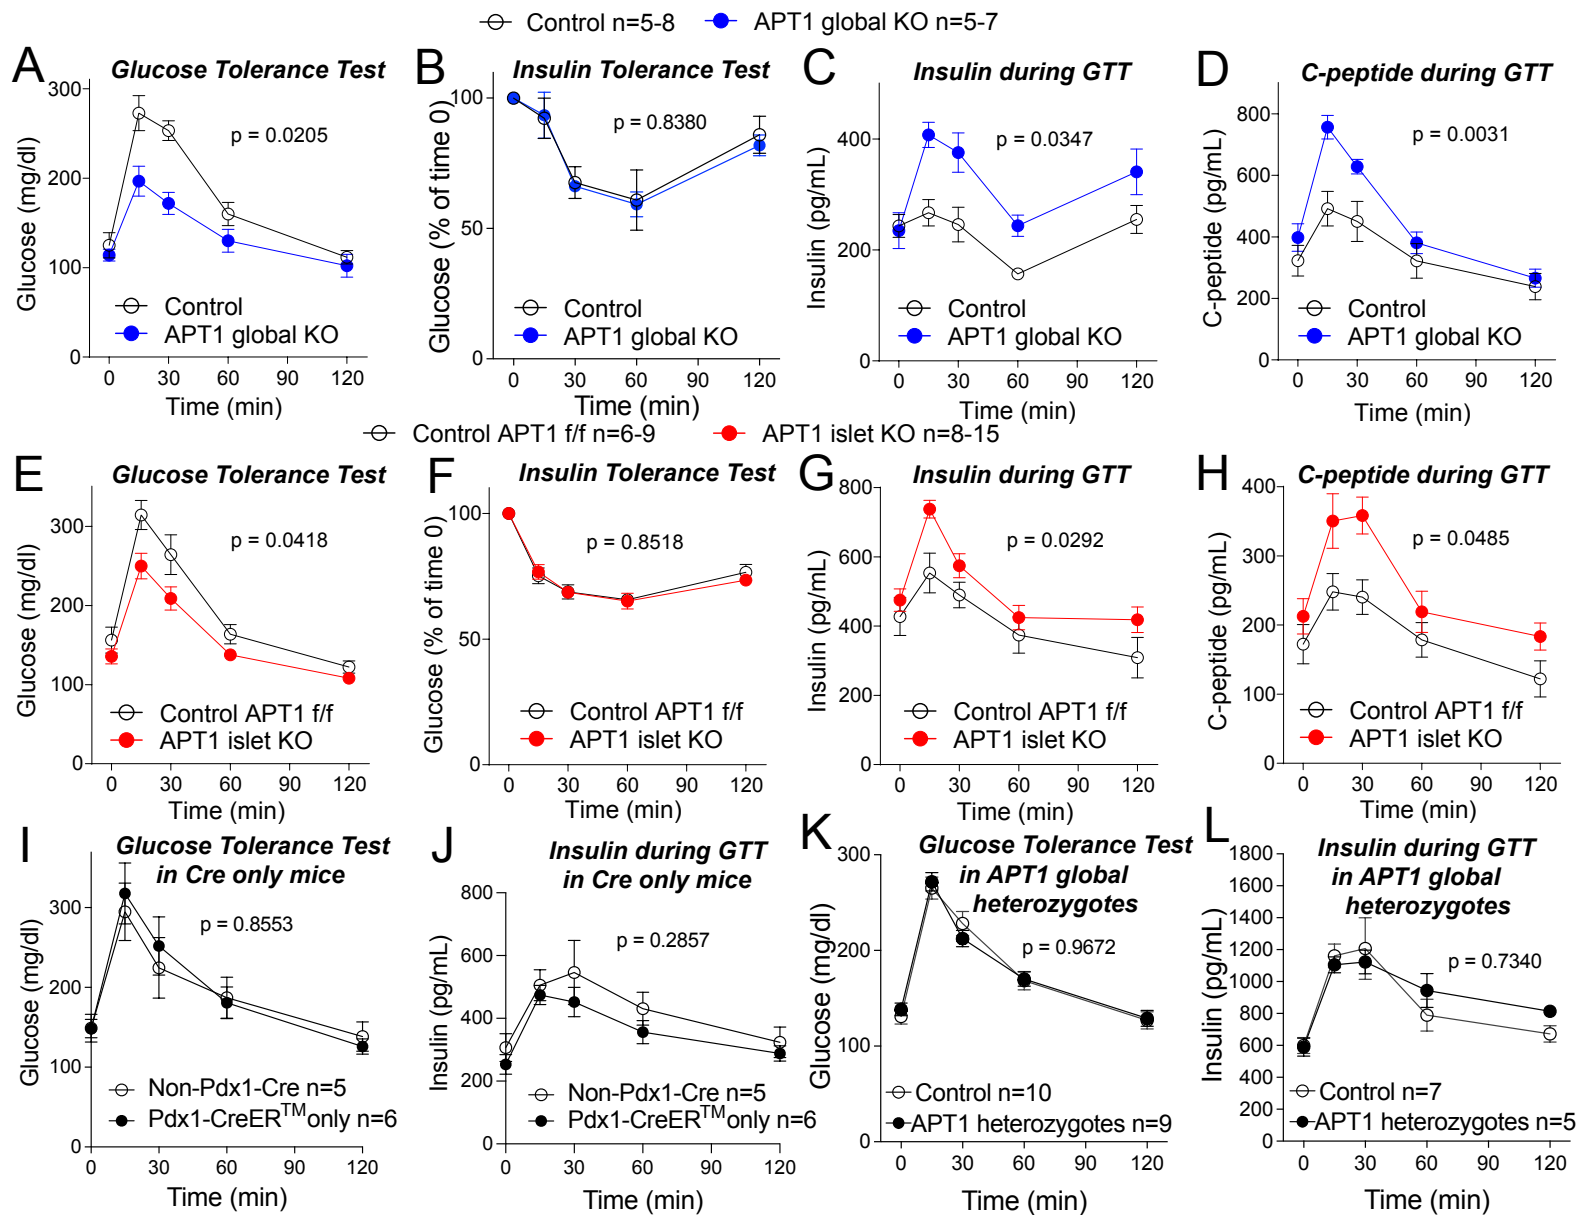 Control n=5-8 APT1 global KO n=5-7
A
Glucose Tolerance Test
Glucose (mg/dl)
300
200
100
0
p = 0.0205
Control
APT1 global KO
0 30 60 90 120
Time (min)
B
Insulin Tolerance Test
Glucose (% of time 0)
100
50
0
p = 0.8380
Control
APT1 global KO
0 30 60 90 120
Time (min)
C
Insulin during GTT
Insulin (pg/mL)
400
200
0
p = 0.0347
Control
APT1 global KO
0 30 60 90 120
Time (min)
D
C-peptide during GTT
C-peptide (pg/mL)
800
600
400
200
0
p = 0.0031
Control
APT1 global KO
0 30 60 90 120
Time (min)
Control APT1 f/f n=6-9 APT1 islet KO n=8-15
E
Glucose Tolerance Test
Glucose (mg/dl)
300
200
100
0
p = 0.0418
Control APT1 f/f
APT1 islet KO
0 30 60 90 120
Time (min)
F
Insulin Tolerance Test
Glucose (% of time 0)
100
50
0
p = 0.8518
Control APT1 f/f
APT1 islet KO
0 30 60 90 120
Time (min)
G
Insulin during GTT
Insulin (pg/mL)
800
600
400
200
0
p = 0.0292
Control APT1 f/f
APT1 islet KO
0 30 60 90 120
Time (min)
H
C-peptide during GTT
C-peptide (pg/mL)
400
300
200
100
0
p = 0.0485
Control APT1 f/f
APT1 islet KO
0 30 60 90 120
Time (min)
I
Glucose Tolerance Test
in Cre only mice
Glucose (mg/dl)
300
200
100
0
p = 0.8553
Non-Pdx1-Cre n=5
Pdx1-CreER™only n=6
0 30 60 90 120
Time (min)
J
Insulin during GTT
in Cre only mice
Insulin (pg/mL)
800
600
400
200
0
p = 0.2857
Non-Pdx1-Cre n=5
Pdx1-CreER™only n=6
0 30 60 90 120
Time (min)
K
Glucose Tolerance Test
in APT1 global
heterozygotes
Glucose (mg/dl)
300
200
100
0
p = 0.9672
Control n=10
APT1 heterozygotes n=9
0 30 60 90 120
Time (min)
L
Insulin during GTT
in APT1 global
heterozygotes
Insulin (pg/mL)
1800
1600
1400
1200
1000
800
600
400
200
0
p = 0.7340
Control n=7
APT1 heterozygotes n=5
0 30 60 90 120
Time (min)